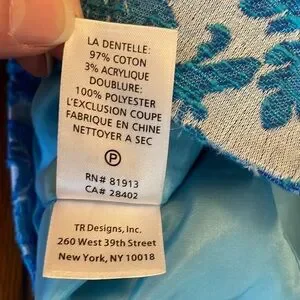 LA DENTELLE:
97% COTON
3% ACRYLIQUE
DOUBLURE:
100% POLYESTER
L'EXCLUSION COUPE
FABRIQUE EN CHINE
NETTOYER A SEC
P
RN# 81913
CA# 28402
TR Designs, Inc.
260 West 39th Street
New York, NY 10018